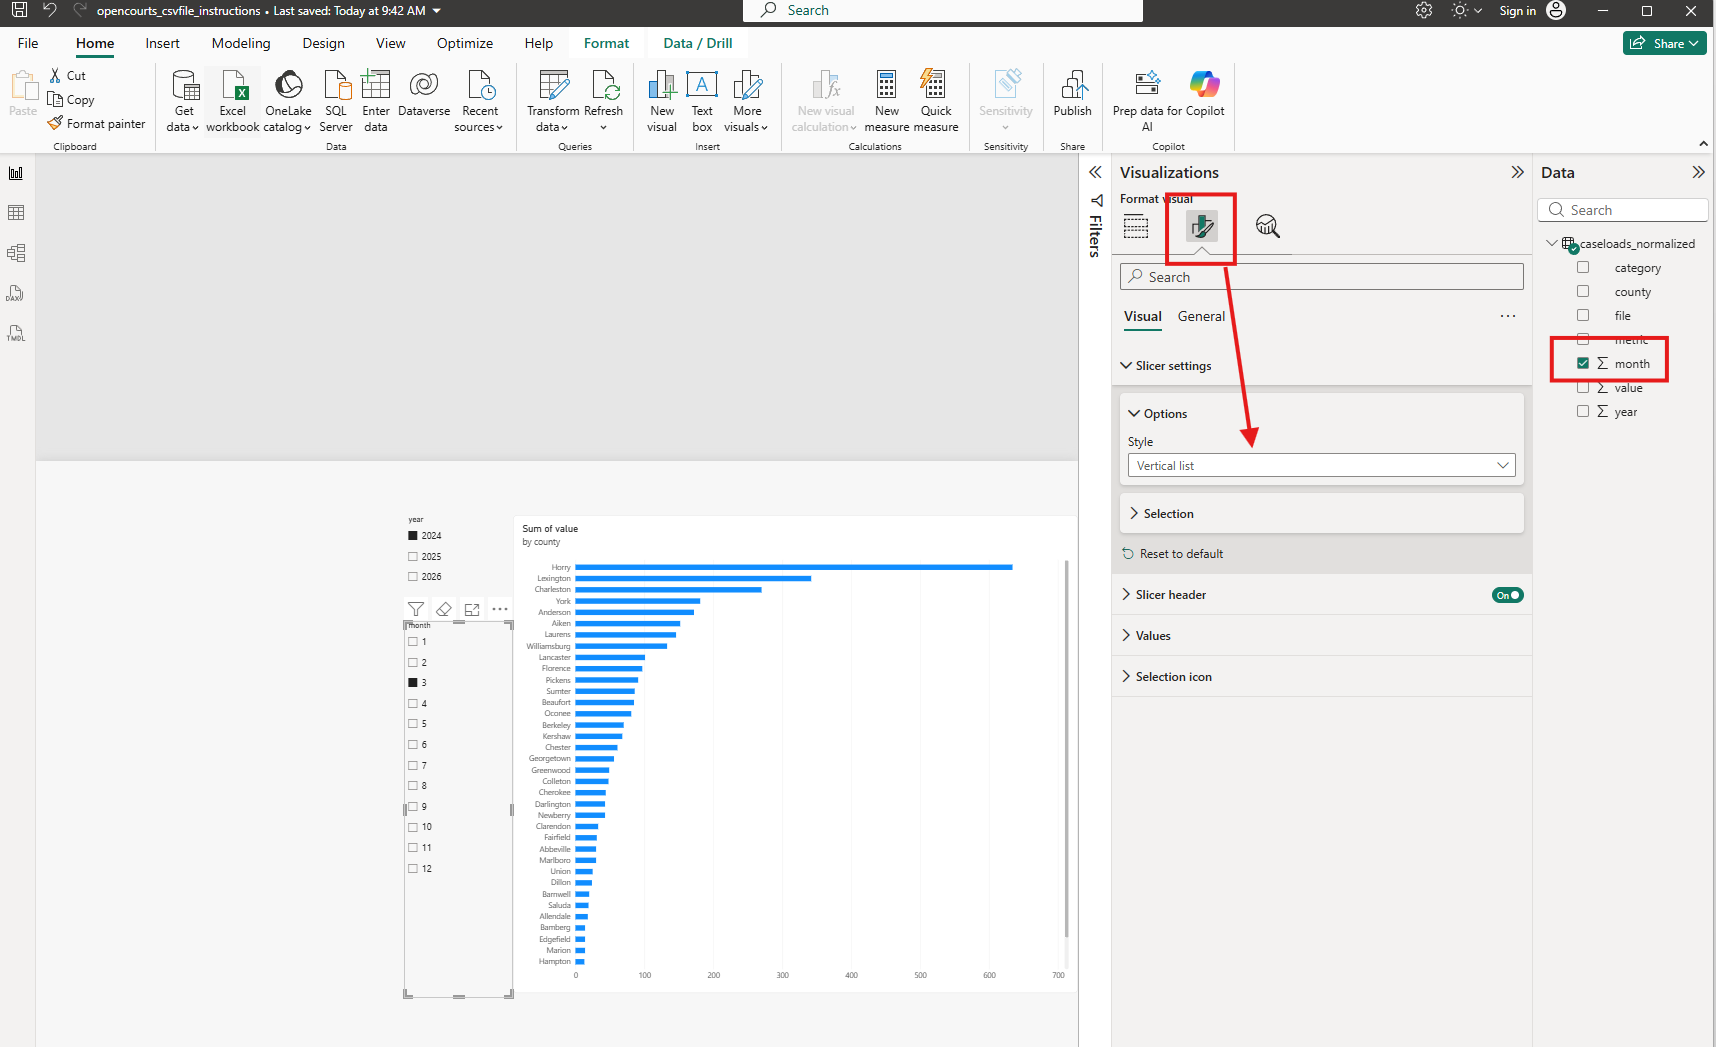 opencourts_csvfile_instructions • Last saved: Today at 9:42 AM
Search
Sign in
File
Home
Insert
Modeling
Design
View
Optimize
Help
Format
Data / Drill
Share
Paste
Cut
Copy
Format painter
Clipboard
Get data
Excel workbook
OneLake catalog
SQL Server
Enter data
Dataverse
Recent sources
Data
Transform data
Refresh
Queries
New visual
Text box
More visuals
Insert
New visual calculation
New measure
Quick measure
Calculations
Sensitivity
Sensitivity
Publish
Share
Prep data for AI
Copilot
Copilot
DAX
TMDL
year
2024
2025
2026
month
1
2
3
4
5
6
7
8
9
10
11
12
Sum of value
by county
Horry
Lexington
Charleston
York
Anderson
Aiken
Laurens
Williamsburg
Lancaster
Florence
Pickens
Sumter
Beaufort
Oconee
Berkeley
Kershaw
Chester
Georgetown
Greenwood
Colleton
Cherokee
Darlington
Newberry
Clarendon
Fairfield
Abbeville
Marlboro
Union
Dillon
Barnwell
Saluda
Allendale
Bamberg
Edgefield
Marion
Hampton
0 100 200 300 400 500 600 700
Filters
Visualizations
Format visual
Search
Visual
General
Slicer settings
Options
Style
Vertical list
Selection
Reset to default
Slicer header
On
Values
Selection icon
Data
Search
caseloads_normalized
category
county
file
metric
month
value
year